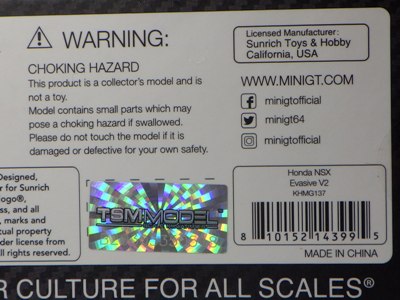 WARNING:
CHOKING HAZARD
This product is a collector's model and is
not a toy.
Model contains small parts which may
pose a choking hazard if swallowed.
Please do not touch the model if it is
damaged or defective for your own safety.
Licensed Manufacturer:
Sunrich Toys & Hobby
California, USA
WWW.MINIGT.COM
minigtofficial
minigt64
minigtofficial
Designed,
r for Sunrich
ogo®,
ss, and all
, marks and
tual property
der license from
ll rights reserved.
TSM-MODEL
Honda NSX
Evasive V2
KHMG137
8 10152 14399 5
MADE IN CHINA
R CULTURE FOR ALL SCALES®